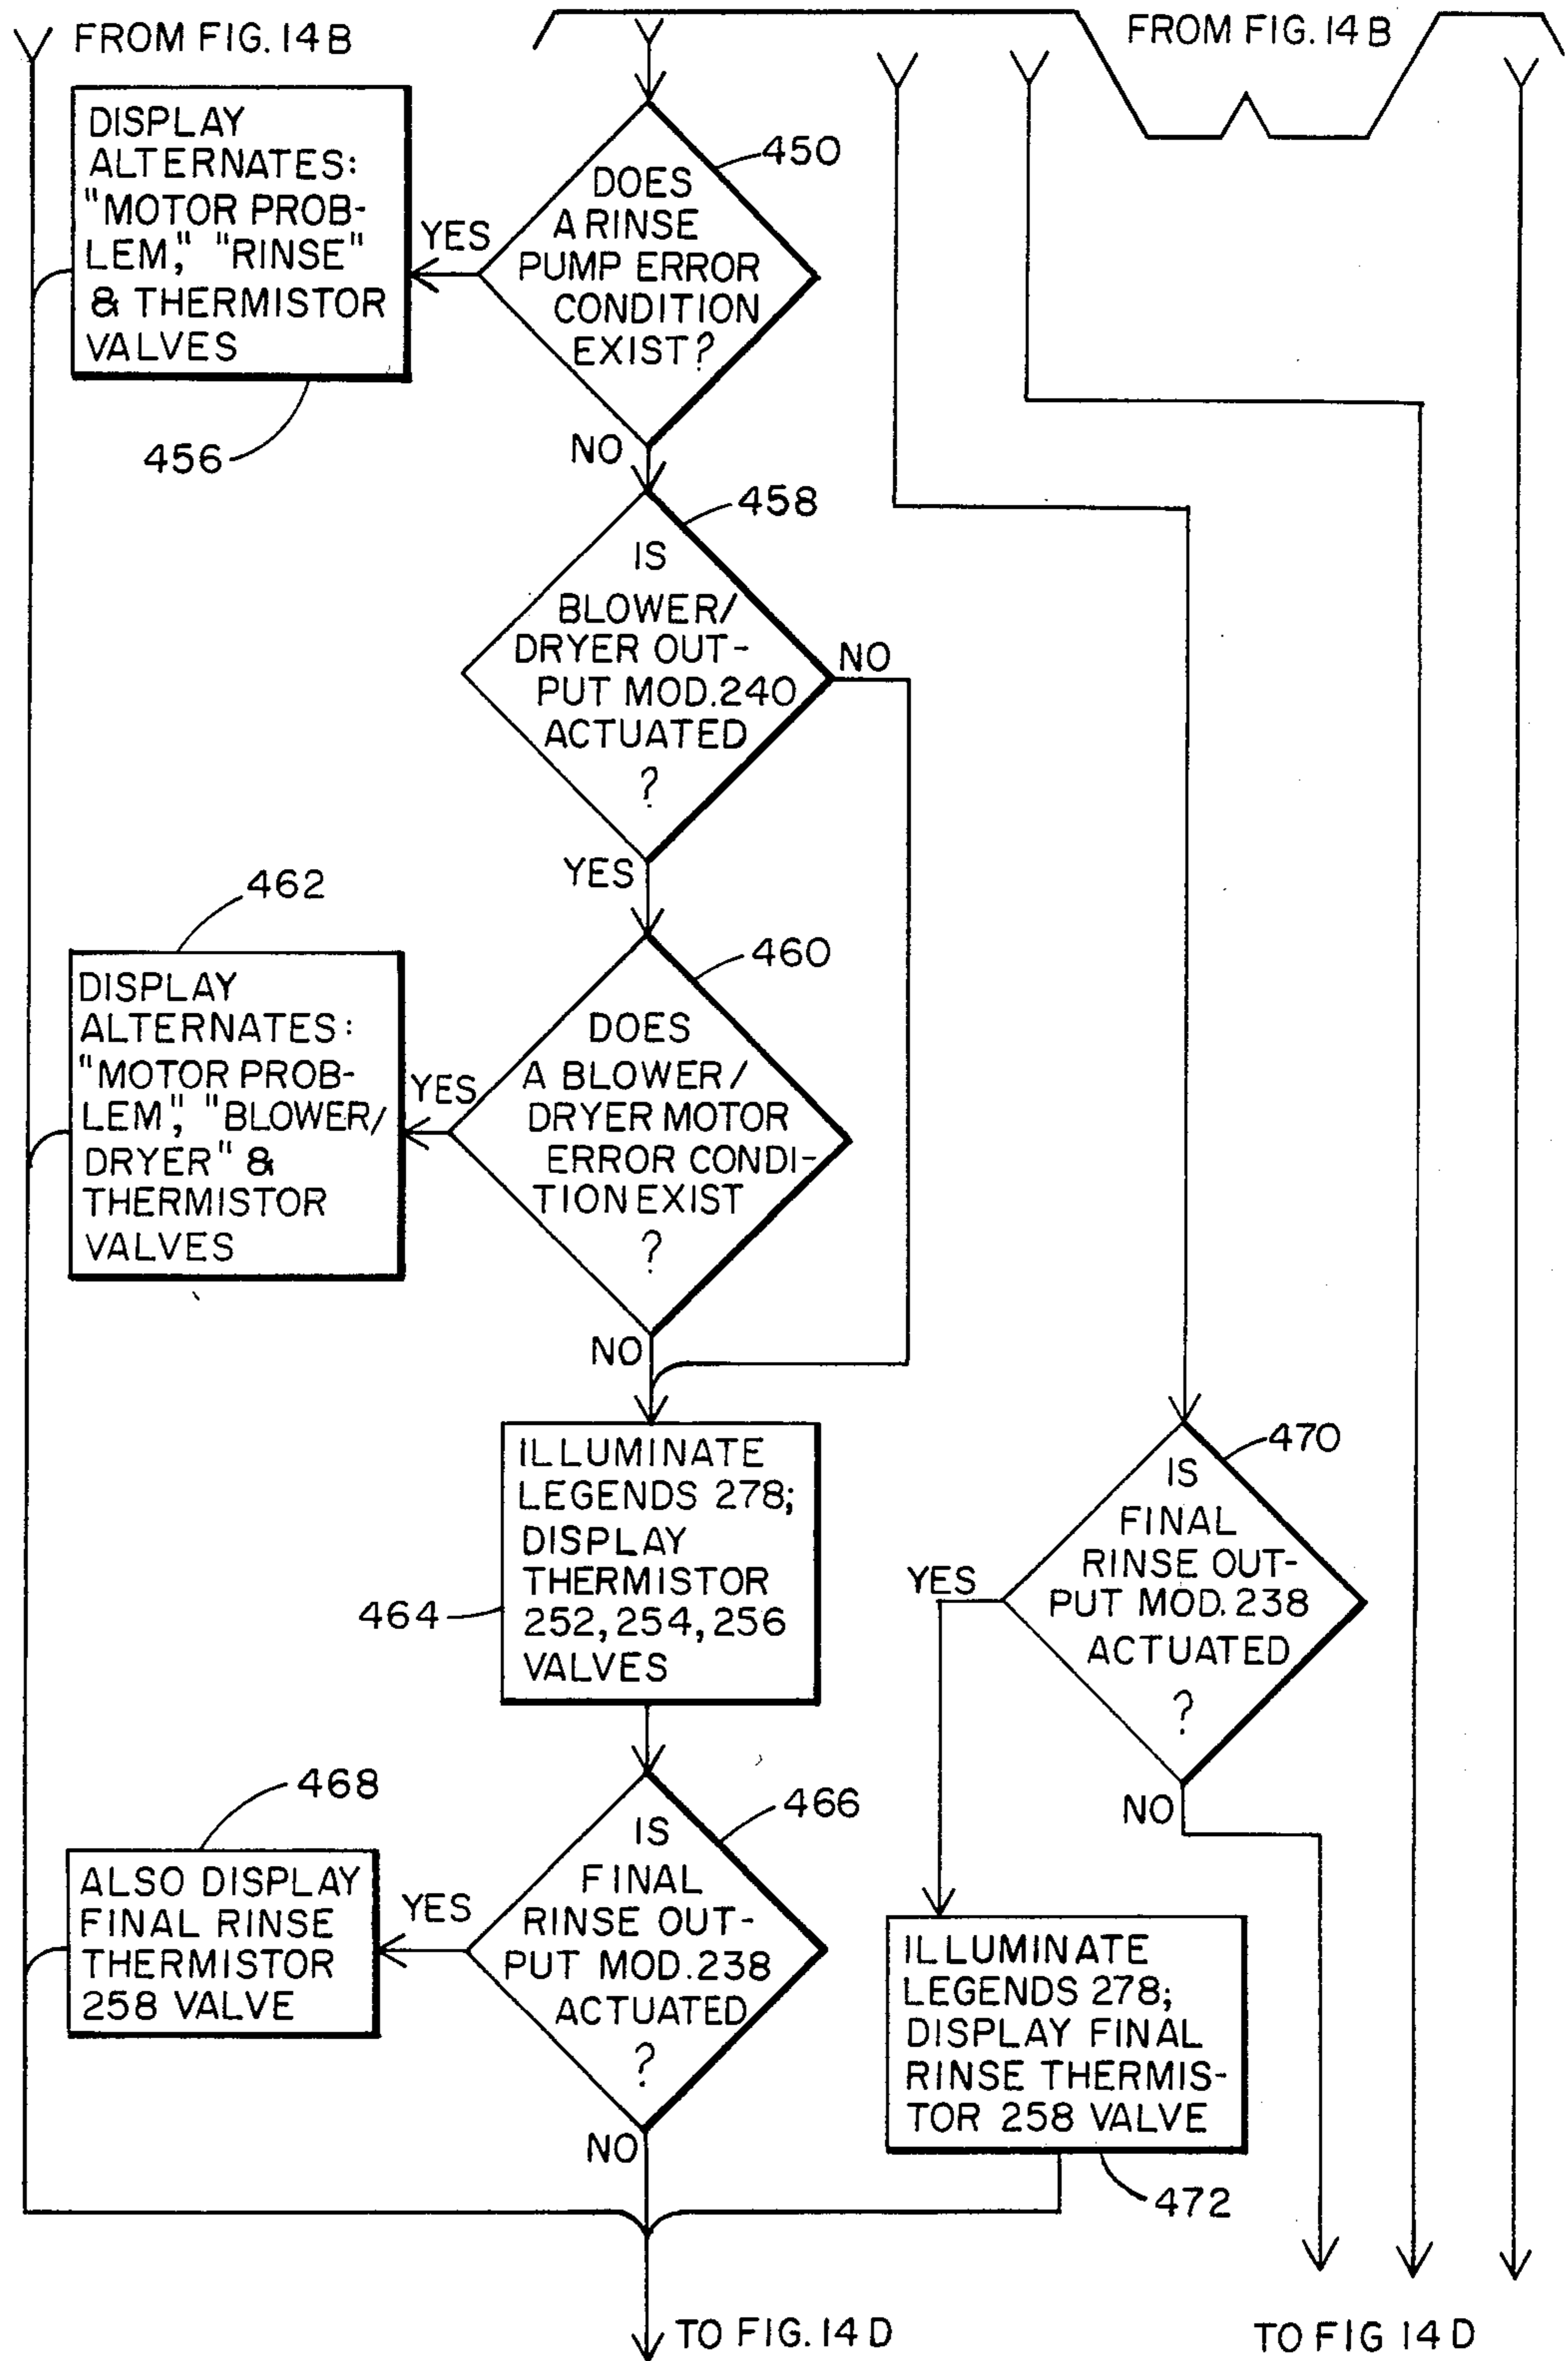 FROM FIG. 14B
FROM FIG. 14B
DISPLAY
ALTERNATES:
"MOTOR PROB-
LEM," "RINSE"
& THERMISTOR
VALVES
456
YES
DOES
A RINSE
PUMP ERROR
CONDITION
EXIST?
450
NO
458
IS
BLOWER/
DRYER OUT-
PUT MOD. 240
ACTUATED
?
NO
YES
462
DISPLAY
ALTERNATES:
"MOTOR PROB-
LEM", "BLOWER/
DRYER" &
THERMISTOR
VALVES
YES
460
DOES
A BLOWER/
DRYER MOTOR
ERROR CONDI-
TION EXIST
?
NO
ILLUMINATE
LEGENDS 278;
DISPLAY
THERMISTOR
252, 254, 256
VALVES
464
470
IS
FINAL
RINSE OUT-
PUT MOD. 238
ACTUATED
?
YES
NO
468
ALSO DISPLAY
FINAL RINSE
THERMISTOR
258 VALVE
YES
466
IS
FINAL
RINSE OUT-
PUT MOD. 238
ACTUATED
?
NO
ILLUMINATE
LEGENDS 278;
DISPLAY FINAL
RINSE THERMIS-
TOR 258 VALVE
472
TO FIG. 14D
TO FIG 14D